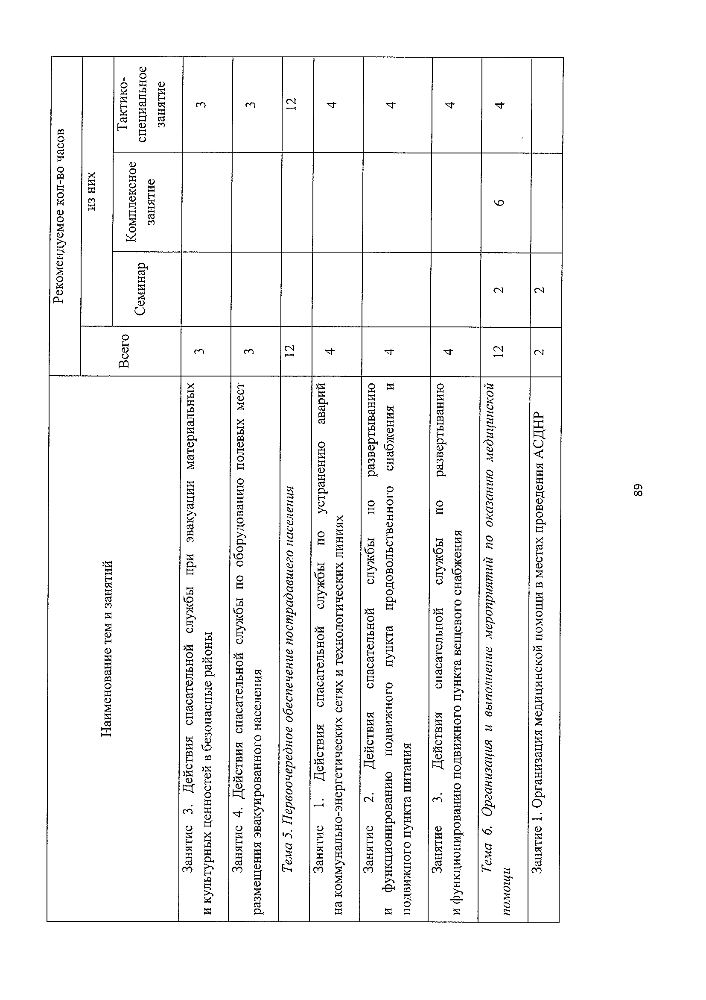 Наименование тем и занятий
Рекомендуемое кол-во часов
Всего
из них
Семинар
Комплексное
занятие
Тактико-
специальное
занятие
Занятие 3. Действия спасательной службы при эвакуации материальных
и культурных ценностей в безопасные районы
3
3
Занятие 4. Действия спасательной службы по оборудованию полевых мест
размещения эвакуированного населения
3
3
Тема 5. Первоочередное обеспечение пострадавшего населения
12
12
Занятие 1. Действия спасательной службы по устранению аварий
на коммунально-энергетических сетях и технологических линиях
4
4
Занятие 2. Действия спасательной службы по развертыванию
и функционированию подвижного пункта продовольственного снабжения и
подвижного пункта питания
4
4
Занятие 3. Действия спасательной службы по развертыванию
и функционированию подвижного пункта вещевого снабжения
4
4
Тема 6. Организация и выполнение мероприятий по оказанию медицинской
помощи
12
2
6
4
Занятие 1. Организация медицинской помощи в местах проведения АСДНР
2
2
89